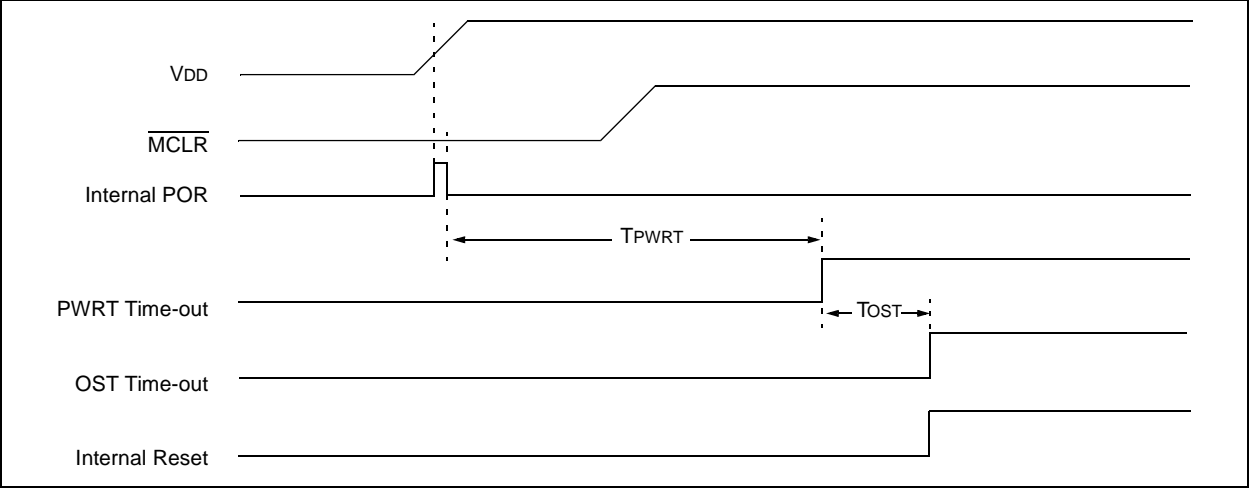 VDD
MCLR
Internal POR
TPWRT
PWRT Time-out
TOST
OST Time-out
Internal Reset